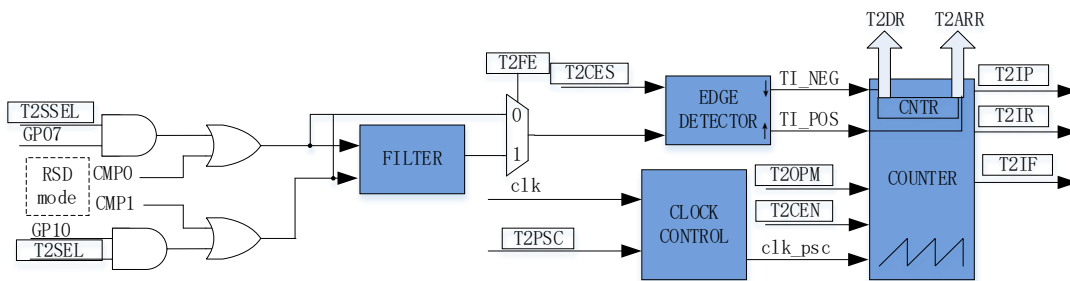 T2DR T2ARR
T2FE
T2CES
T2SSEL
GP07
RSD
mode
CMP0
CMP1
GP10
T2SEL
FILTER
0
1
EDGE
DETECTOR
TI_NEG
TI_POS
clk
T2PSC
CLOCK
CONTROL
T2OPM
T2CEN
clk_psc
CNTR
COUNTER
T2IP
T2IR
T2IF